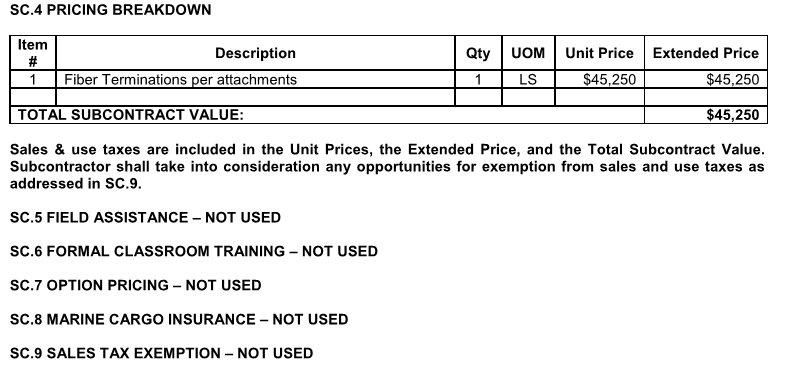 SC.4 PRICING BREAKDOWN
Item # Description Qty UOM Unit Price Extended Price
1 Fiber Terminations per attachments 1 LS $45,250 $45,250
TOTAL SUBCONTRACT VALUE: $45,250
Sales & use taxes are included in the Unit Prices, the Extended Price, and the Total Subcontract Value.
Subcontractor shall take into consideration any opportunities for exemption from sales and use taxes as
addressed in SC.9.
SC.5 FIELD ASSISTANCE – NOT USED
SC.6 FORMAL CLASSROOM TRAINING – NOT USED
SC.7 OPTION PRICING – NOT USED
SC.8 MARINE CARGO INSURANCE – NOT USED
SC.9 SALES TAX EXEMPTION – NOT USED